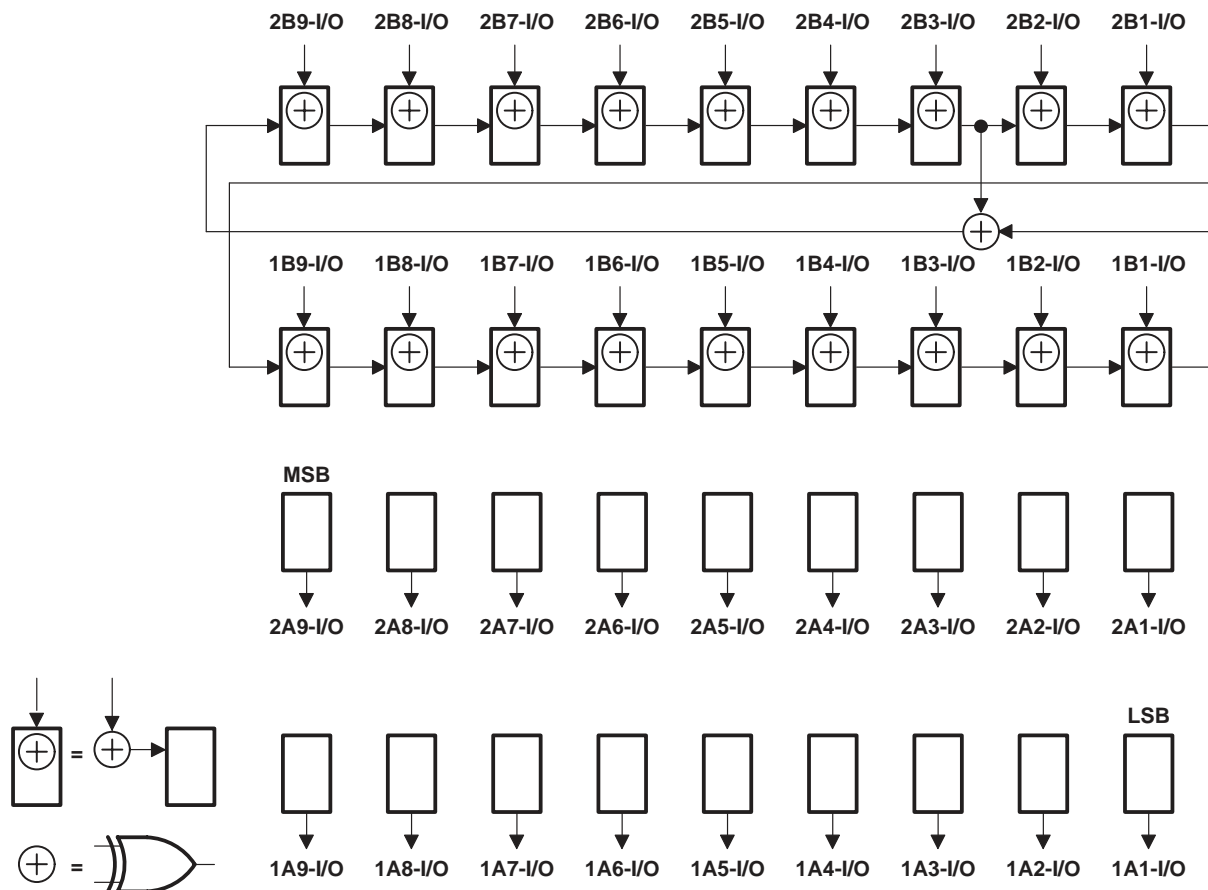 2B9-I/O 2B8-I/O 2B7-I/O 2B6-I/O 2B5-I/O 2B4-I/O 2B3-I/O 2B2-I/O 2B1-I/O
1B9-I/O 1B8-I/O 1B7-I/O 1B6-I/O 1B5-I/O 1B4-I/O 1B3-I/O 1B2-I/O 1B1-I/O
MSB
2A9-I/O 2A8-I/O 2A7-I/O 2A6-I/O 2A5-I/O 2A4-I/O 2A3-I/O 2A2-I/O 2A1-I/O
LSB
=
=
1A9-I/O 1A8-I/O 1A7-I/O 1A6-I/O 1A5-I/O 1A4-I/O 1A3-I/O 1A2-I/O 1A1-I/O